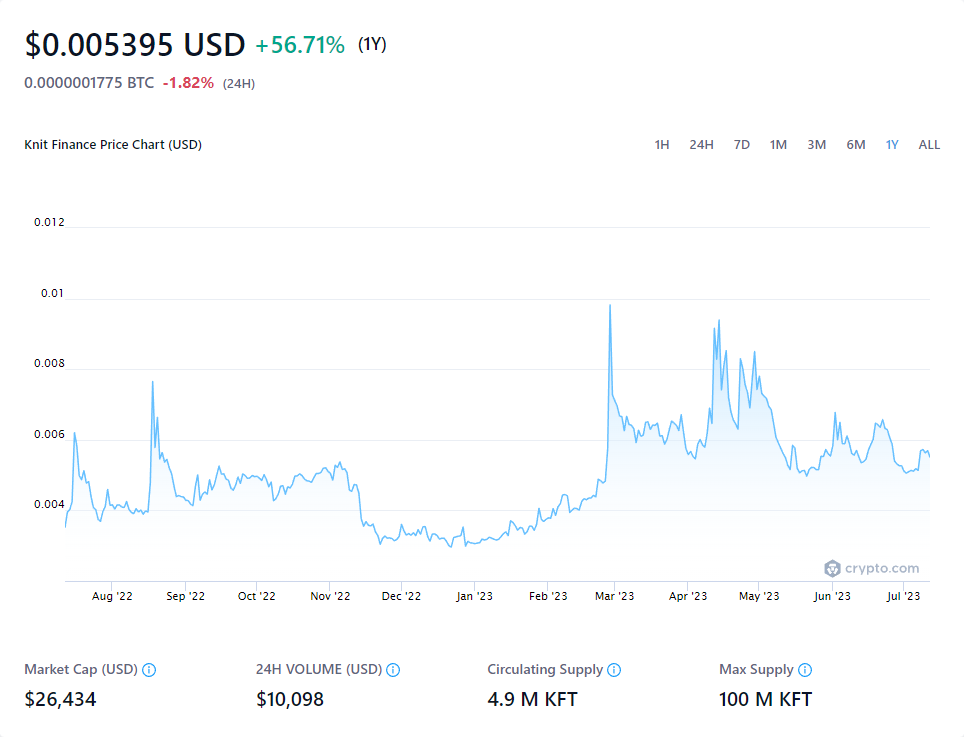 $0.005395 USD +56.71% (1Y)
0.0000001775 BTC -1.82% (24H)
Knit Finance Price Chart (USD) 1H 24H 7D 1M 3M 6M 1Y ALL
0.012
0.01
0.008
0.006
0.004
crypto.com
Aug '22 Sep '22 Oct '22 Nov '22 Dec '22 Jan '23 Feb '23 Mar '23 Apr '23 May '23 Jun '23 Jul '23
Market Cap (USD) 24H VOLUME (USD) Circulating Supply Max Supply
$26,434 $10,098 4.9 M KFT 100 M KFT